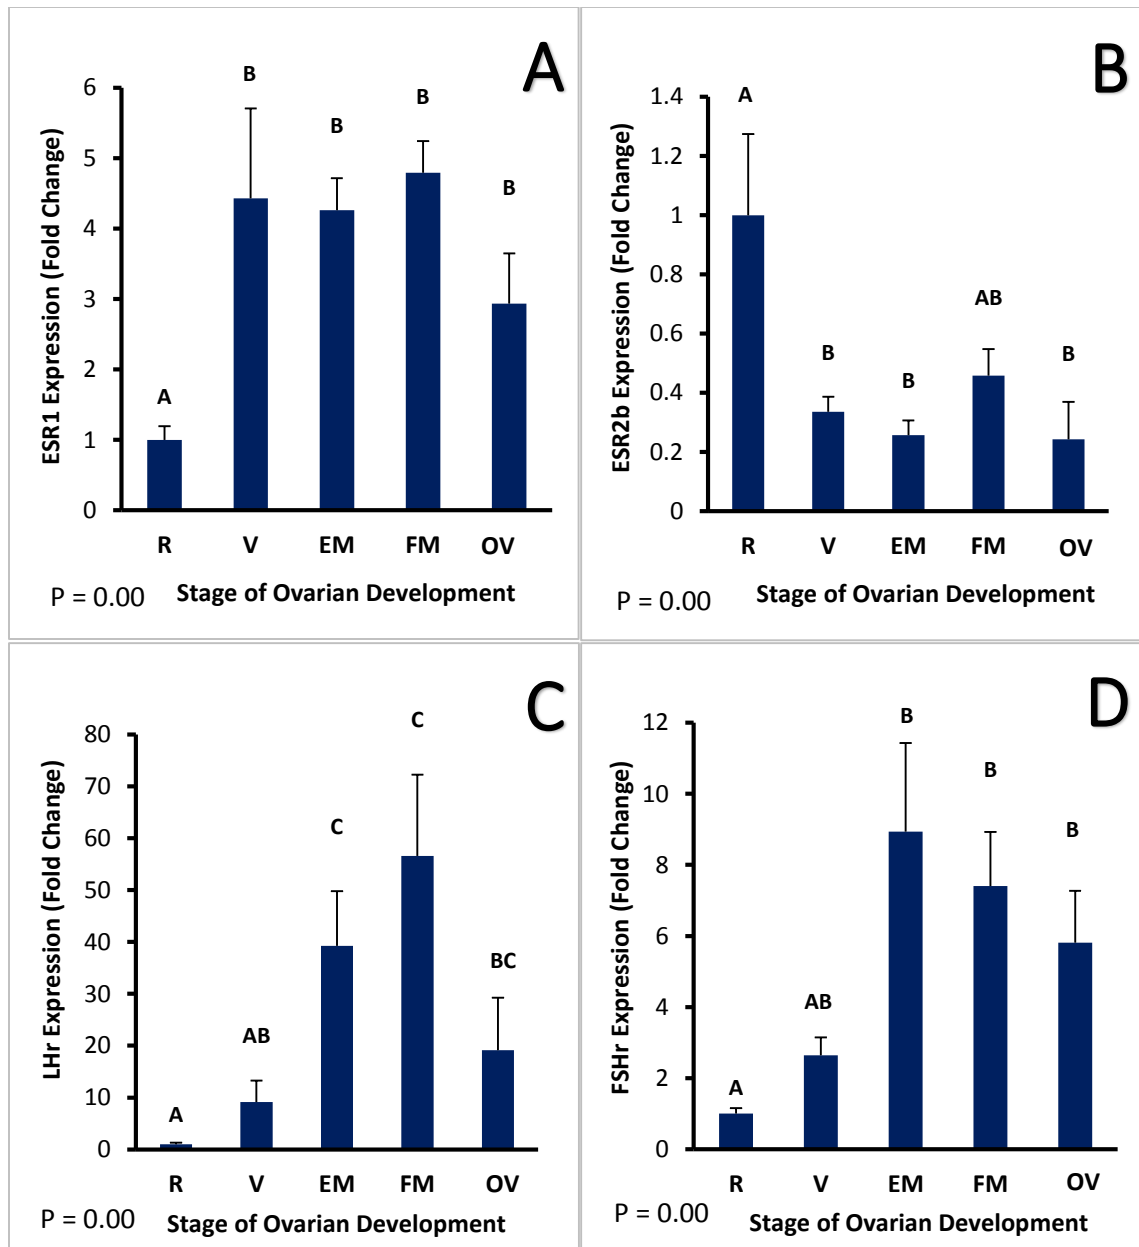 A
ESR1 Expression (Fold Change)
6
5
4
3
2
1
0
B
B
B
B
A
R V EM FM OV
P = 0.00 Stage of Ovarian Development
B
ESR2b Expression (Fold Change)
1.4
1.2
1
0.8
0.6
0.4
0.2
0
A
B
B
AB
B
R V EM FM OV
P = 0.00 Stage of Ovarian Development
C
LHr Expression (Fold Change)
80
70
60
50
40
30
20
10
0
A
AB
C
C
BC
R V EM FM OV
P = 0.00 Stage of Ovarian Development
D
FSHr Expression (Fold Change)
12
10
8
6
4
2
0
A
AB
B
B
B
R V EM FM OV
P = 0.00 Stage of Ovarian Development